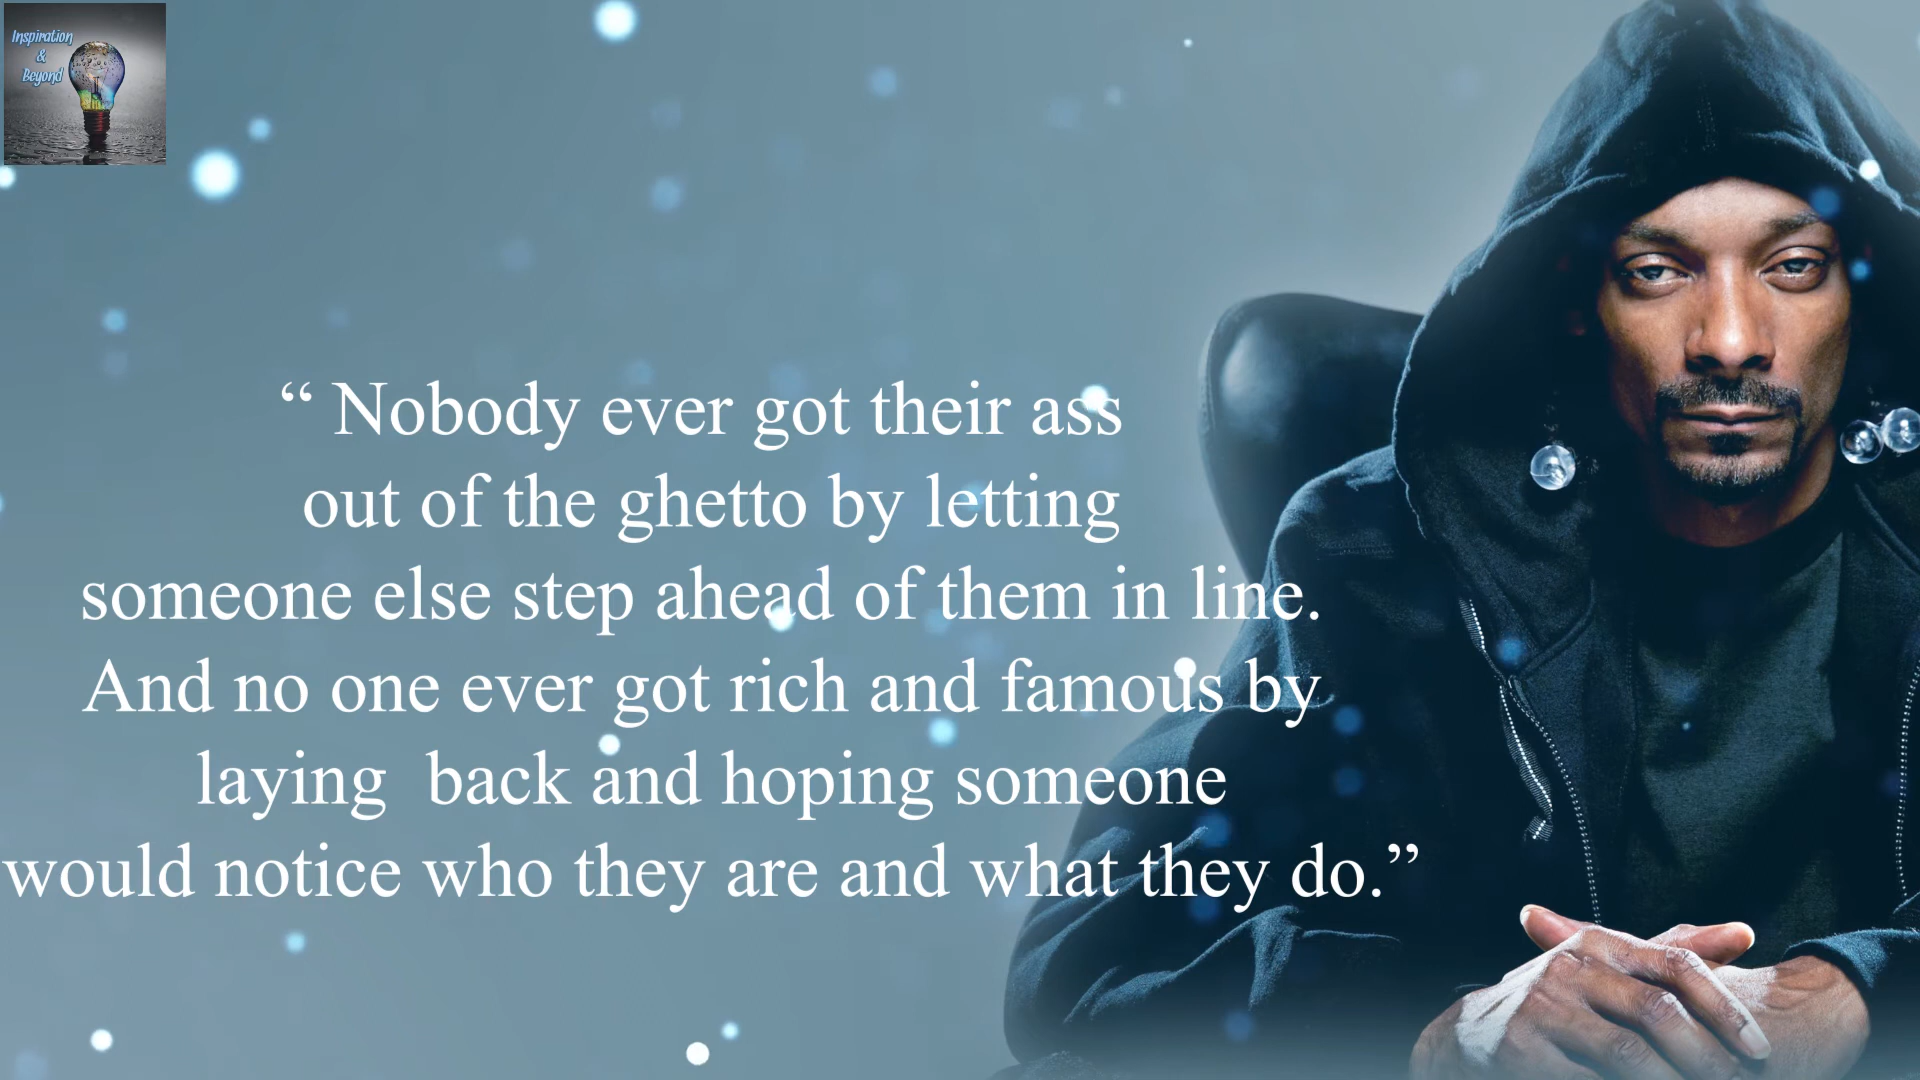 Inspiration
&
Beyond
“ Nobody ever got their ass
out of the ghetto by letting
someone else step ahead of them in line.
And no one ever got rich and famous by
laying  back and hoping someone
would notice who they are and what they do.”